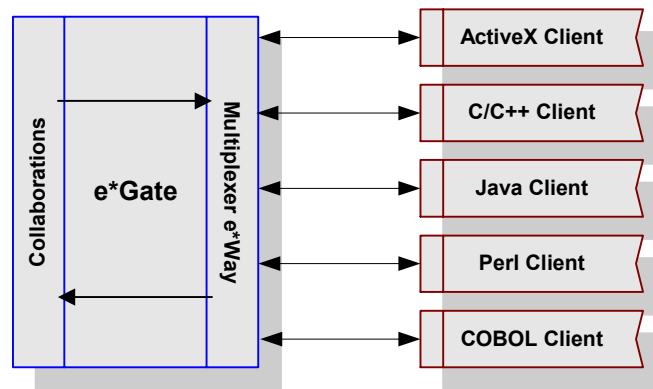 Collaborations
e*Gate
Multiplexer e*Way
ActiveX Client
C/C++ Client
Java Client
Perl Client
COBOL Client